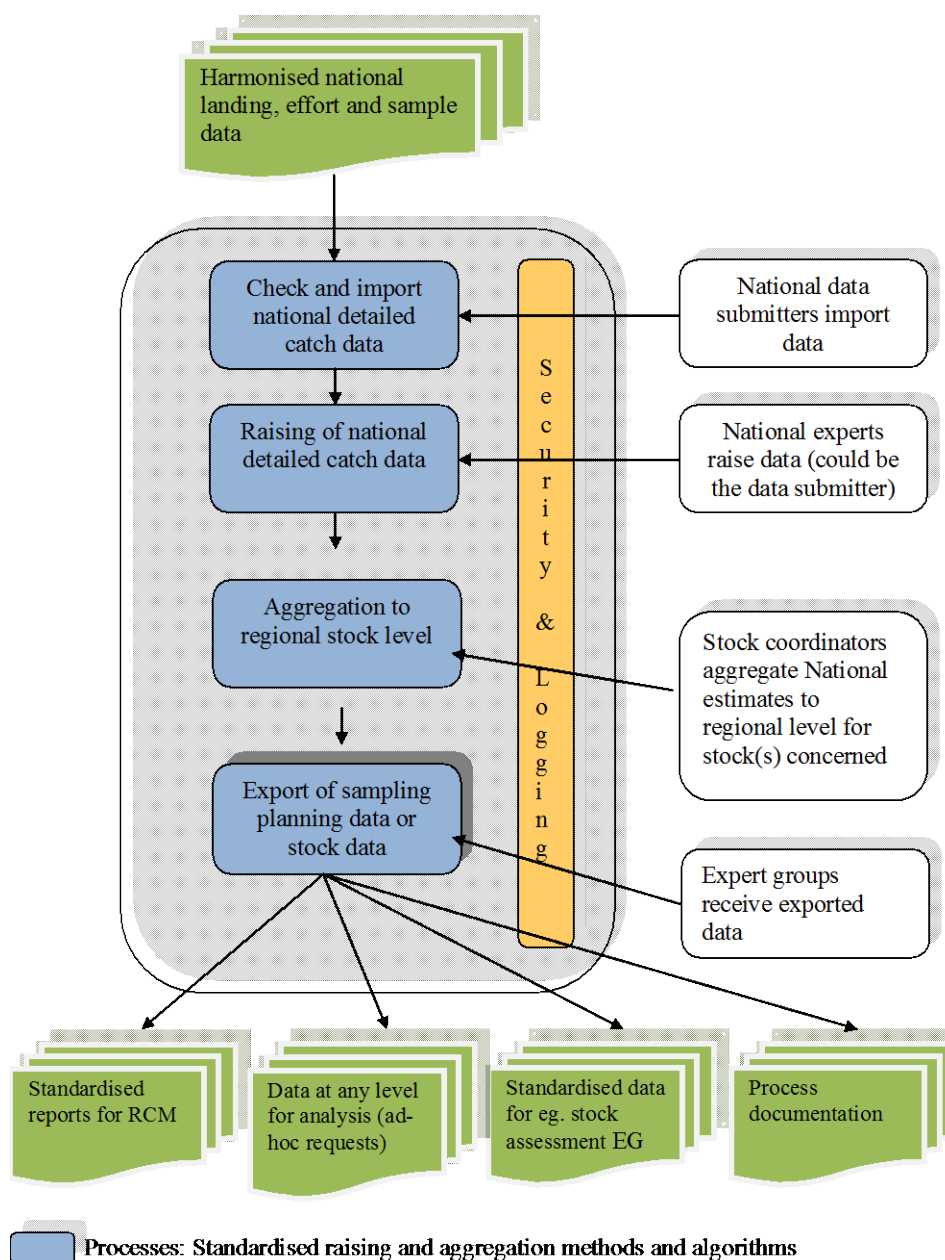 Harmonised national
landing, effort and sample
data
Check and import
national detailed
catch data
National data
submitters import
data
Raising of national
detailed catch data
National experts
raise data (could be
the data submitter)
Security & Logging
Aggregation to
regional stock level
Stock coordinators
aggregate National
estimates to
regional level for
stock(s) concerned
Export of sampling
planning data or
stock data
Expert groups
receive exported
data
Standardised
reports for RCM
Data at any level
for analysis (ad-
hoc requests)
Standardised data
for eg. stock
assessment EG
Process
documentation
Processes: Standardised raising and aggregation methods and algorithms